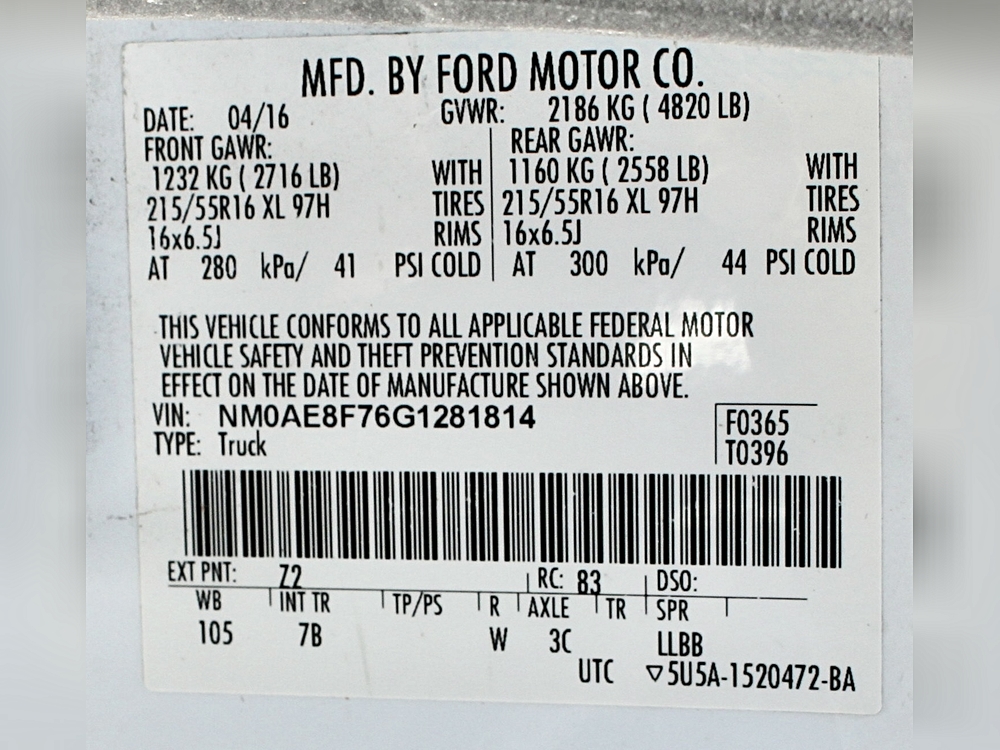 MFD. BY FORD MOTOR CO.
DATE: 04/16 GVWR: 2186 KG ( 4820 LB)
FRONT GAWR: REAR GAWR:
1232 KG ( 2716 LB) WITH 1160 KG ( 2558 LB) WITH
215/55R16 XL 97H TIRES 215/55R16 XL 97H TIRES
16x6.5J RIMS 16x6.5J RIMS
AT 280 kPa/ 41 PSI COLD AT 300 kPa/ 44 PSI COLD
THIS VEHICLE CONFORMS TO ALL APPLICABLE FEDERAL MOTOR
VEHICLE SAFETY AND THEFT PREVENTION STANDARDS IN
EFFECT ON THE DATE OF MANUFACTURE SHOWN ABOVE.
VIN: NM0AE8F76G1281814 F0365
TYPE: Truck T0396
EXT PNT: Z2 RC: 83 DSO:
WB INT TR TP/PS R AXLE TR SPR
105 7B W 3C LLBB
UTC ▽5U5A-1520472-BA